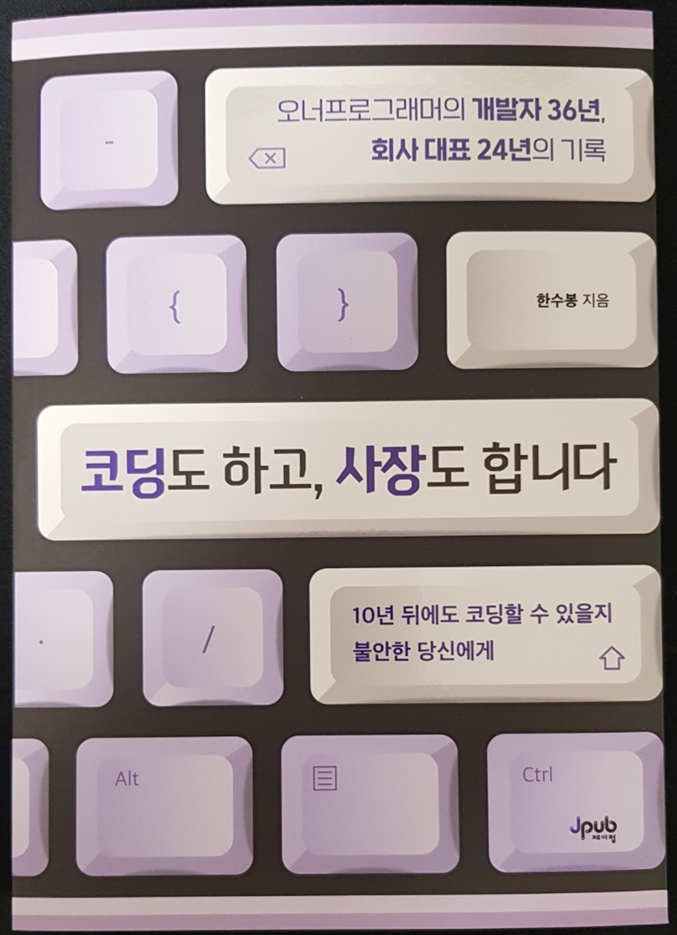 -
오너프로그래머의 개발자 36년,
회사 대표 24년의 기록
{
}
한수봉 지음
코딩도 하고, 사장도 합니다
.
/
10년 뒤에도 코딩할 수 있을지
불안한 당신에게
Alt
Ctrl
Jpub
제이펍